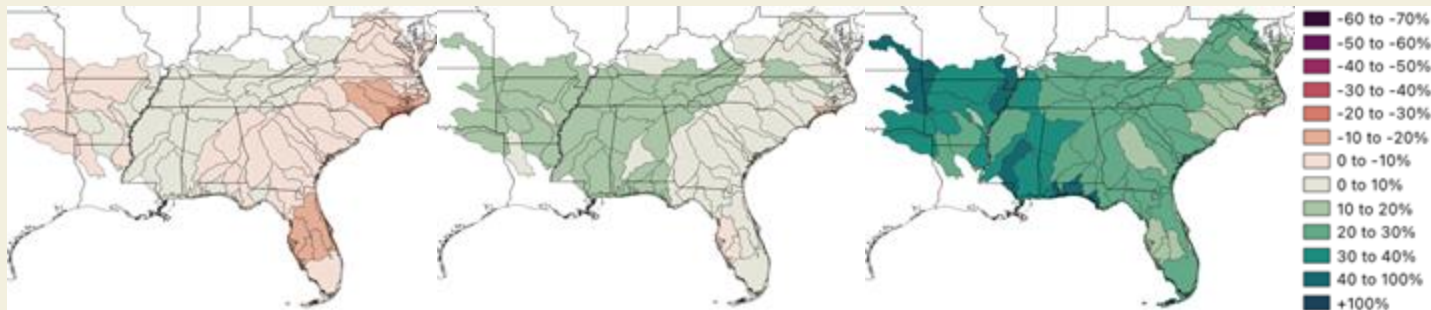 -60 to -70%
-50 to -60%
-40 to -50%
-30 to -40%
-20 to -30%
-10 to -20%
0 to -10%
0 to 10%
10 to 20%
20 to 30%
30 to 40%
40 to 100%
+100%